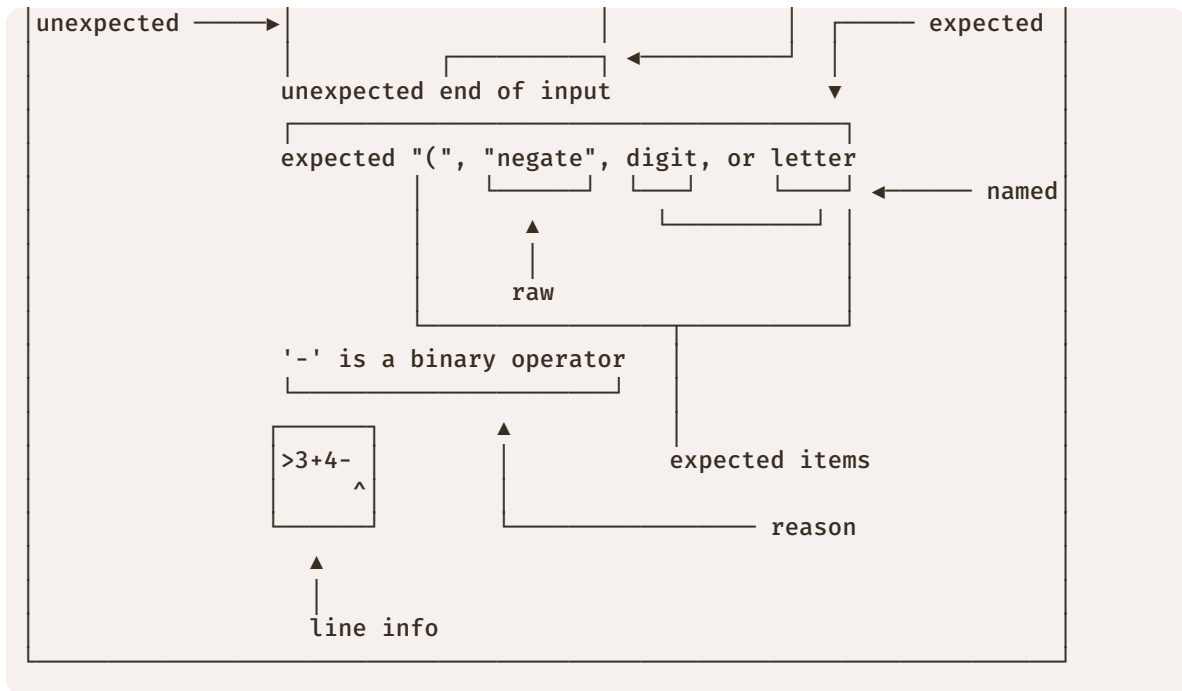 unexpected
expected
unexpected end of input
expected "(", "negate", digit, or letter
named
raw
'-' is a binary operator
>3+4-
^
expected items
reason
line info